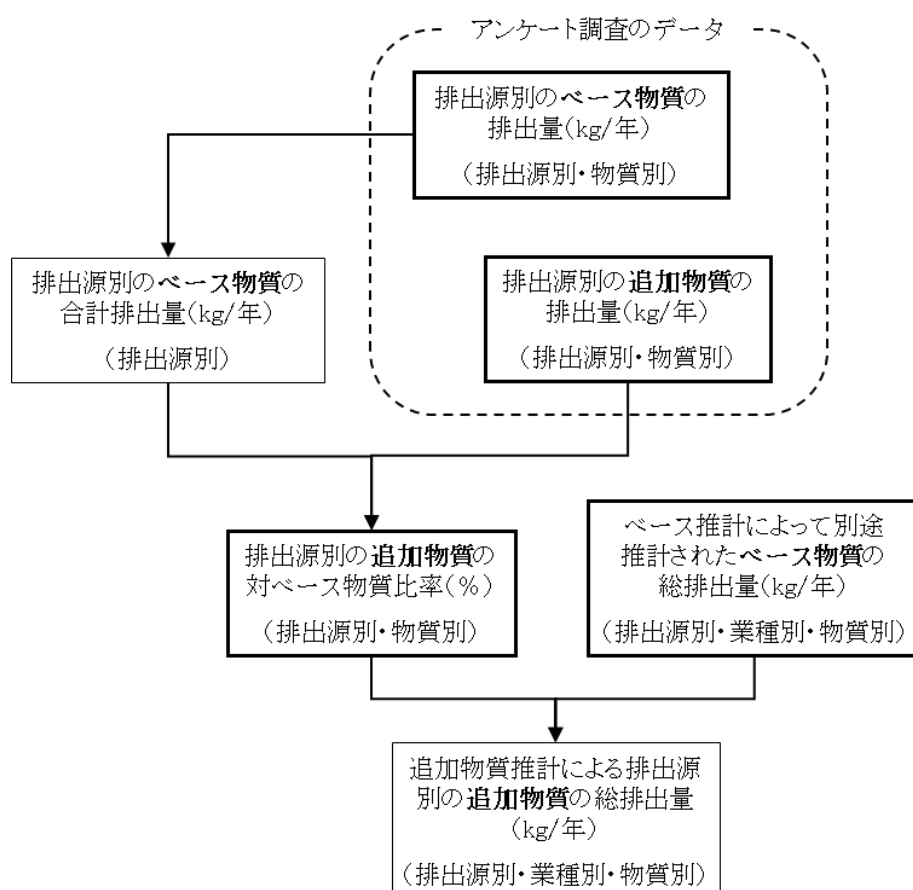 アンケート調査のデータ
排出源別のベース物質の
排出量(kg/年)
(排出源別・物質別)
排出源別のベース物質の
合計排出量(kg/年)
(排出源別)
排出源別の追加物質の
排出量(kg/年)
(排出源別・物質別)
排出源別の追加物質の
対ベース物質比率(%)
(排出源別・物質別)
ベース推計によって別途
推計されたベース物質の
総排出量(kg/年)
(排出源別・業種別・物質別)
追加物質推計による排出源
別の追加物質の総排出量
(kg/年)
(排出源別・業種別・物質別)